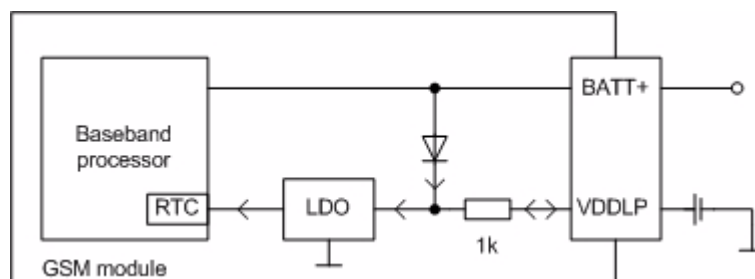 BATT+
Baseband
processor
RTC
LDO
VDDLP
1k
GSM module